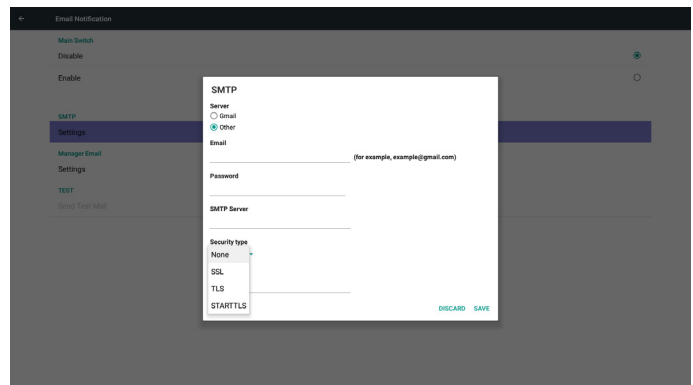 Email Notification
Main Switch
Disable
Enable
SMTP
Settings
Manager Email
Settings
TEST
Send Test Mail
SMTP
Server
Gmail
Other
Email
(for example, example@gmail.com)
Password
SMTP Server
Security type
None
SSL
TLS
STARTTLS
DISCARD SAVE